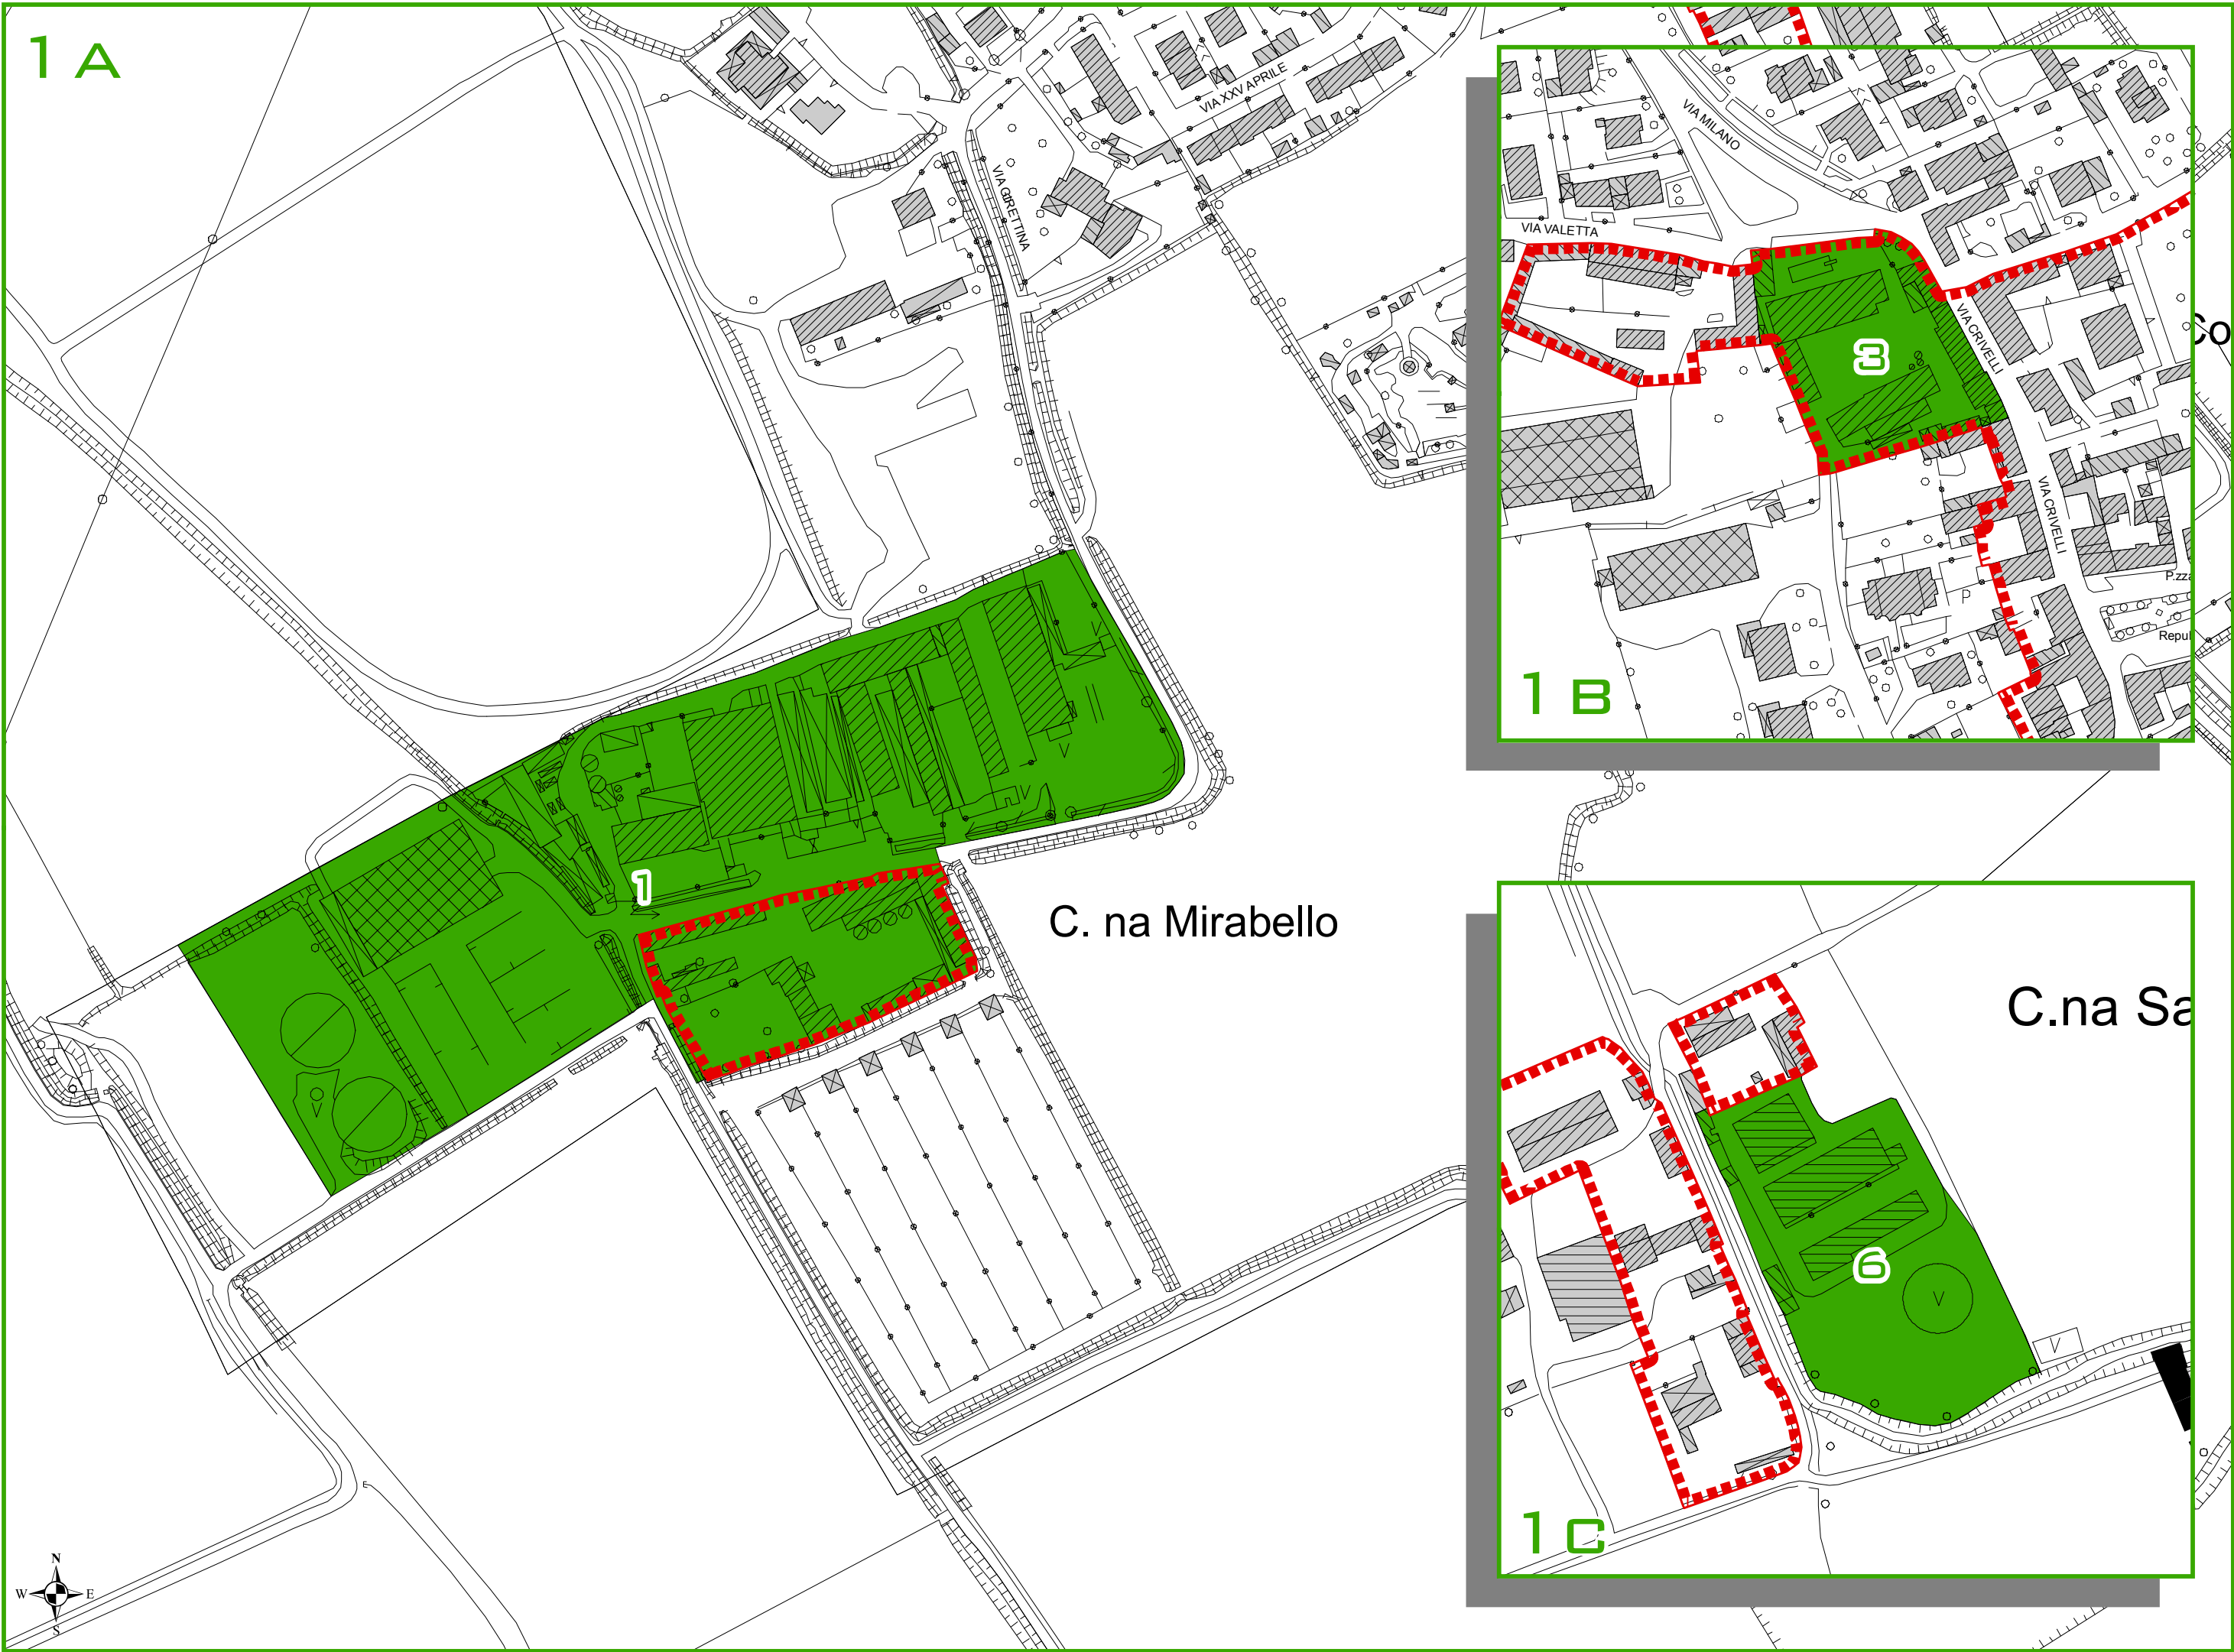 1 A
VIA XXV APRILE
VIA GIRETTINA
VIA MILANO
VIA VALETTA
VIA CRIVELLI
3
Co
VIA CRIVELLI
P.zza
Repu
1 B
1
C. na Mirabello
C.na Sa
6
1 C
N
W
E
S